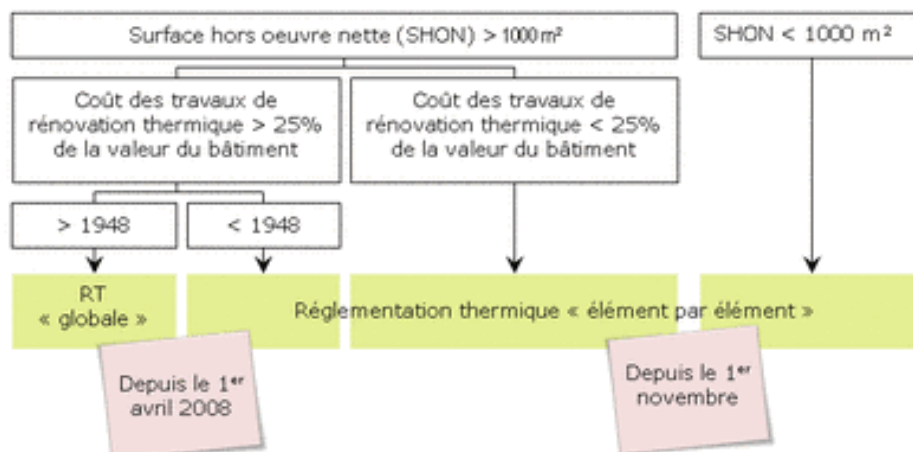 Surface hors oeuvre nette (SHON) > 1000 m²
SHON < 1000 m²
Coût des travaux de
rénovation thermique > 25%
de la valeur du bâtiment
Coût des travaux de
rénovation thermique < 25%
de la valeur du bâtiment
> 1948
< 1948
RT
« globale »
Réglementation thermique « élément par élément »
Depuis le 1er
avril 2008
Depuis le 1er
novembre